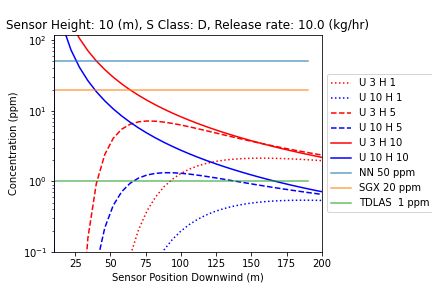 Sensor Height: 10 (m), S Class: D, Release rate: 10.0 (kg/hr)
Concentration (ppm)
10²
10¹
10⁰
10⁻¹
25 50 75 100 125 150 175 200
Sensor Position Downwind (m)
U 3 H 1
U 10 H 1
U 3 H 5
U 10 H 5
U 3 H 10
U 10 H 10
NN 50 ppm
SGX 20 ppm
TDLAS 1 ppm